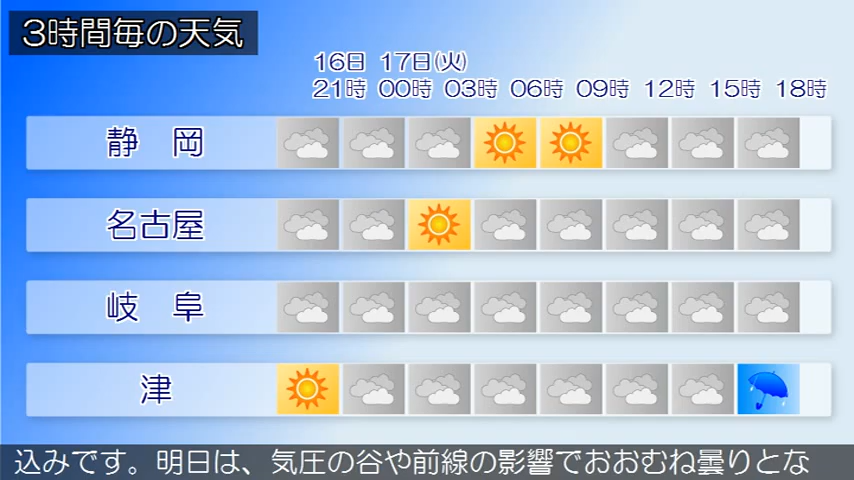 3時間毎の天気
16日 17日(火)
21時 00時 03時 06時 09時 12時 15時 18時
静 岡
名古屋
岐 阜
津
込みです。明日は、気圧の谷や前線の影響でおおむね曇りとな